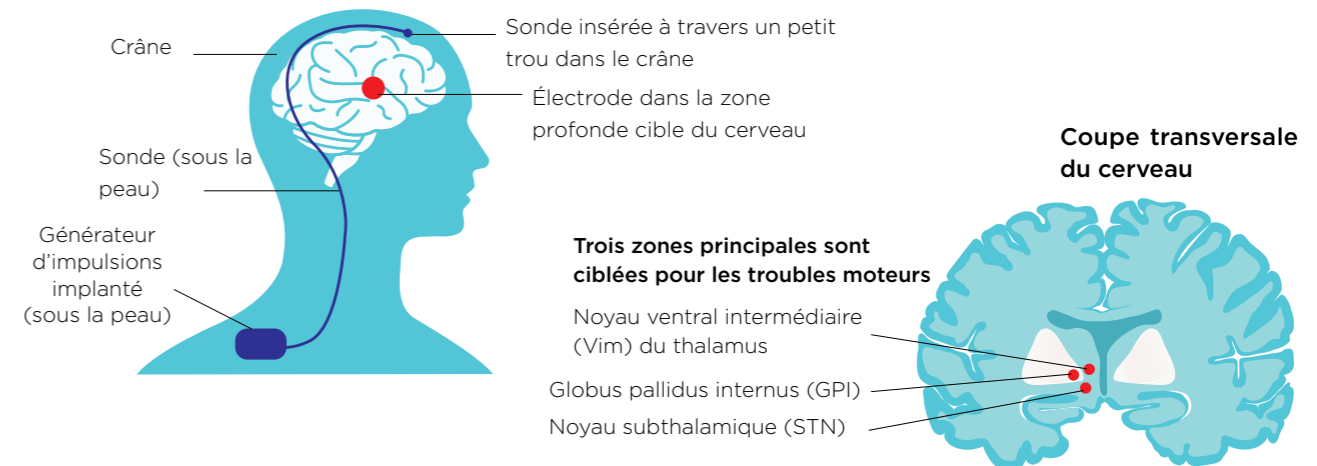 Crâne
Sonde insérée à travers un petit
trou dans le crâne
Électrode dans la zone
profonde cible du cerveau
Sonde (sous la
peau)
Générateur
d’impulsions
implanté
(sous la peau)
Coupe transversale
du cerveau
Trois zones principales sont
ciblées pour les troubles moteurs
Noyau ventral intermédiaire
(Vim) du thalamus
Globus pallidus internus (GPI)
Noyau subthalamique (STN)